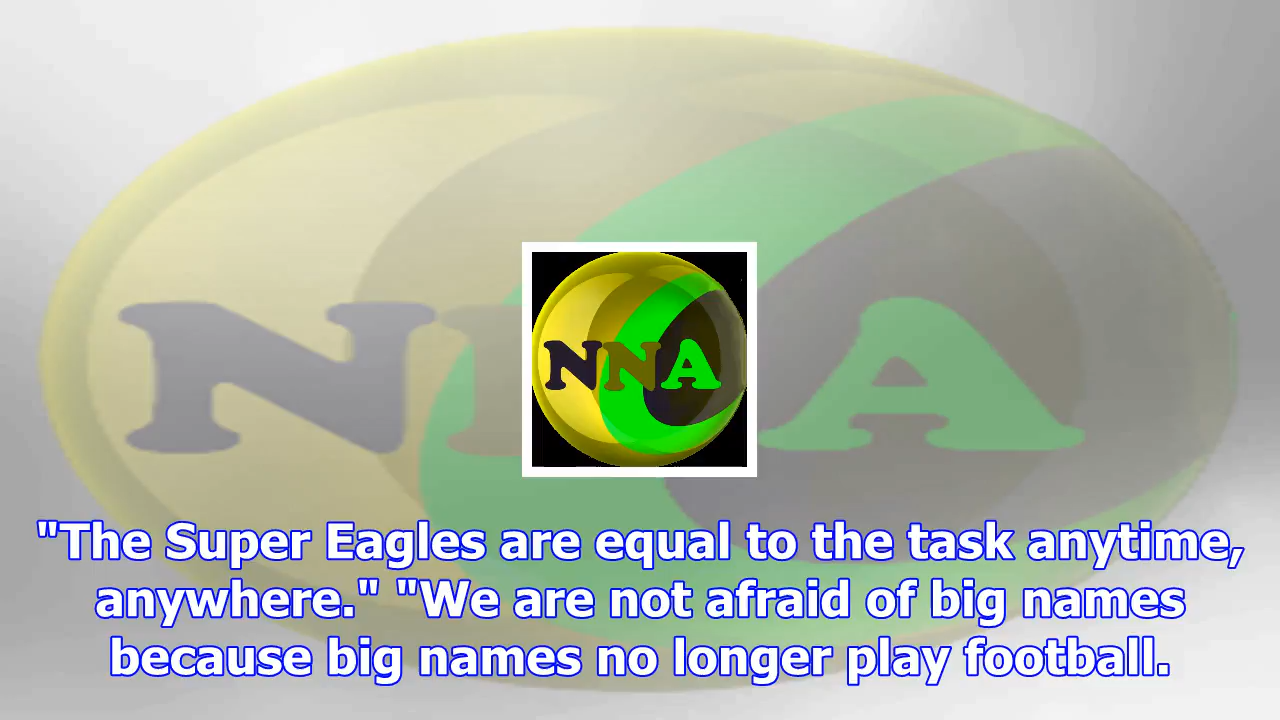 NNA
NNA
"The Super Eagles are equal to the task anytime,
anywhere." "We are not afraid of big names
because big names no longer play football.